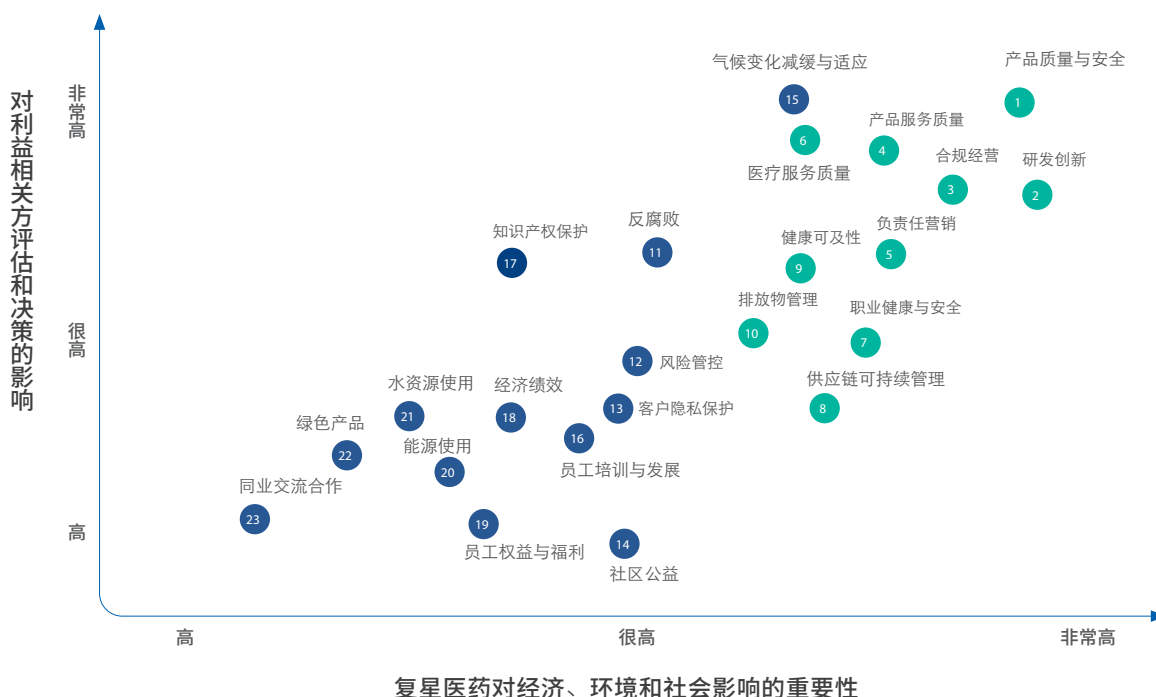 对利益相关方评估和决策的影响
非常高
很高
高
气候变化减缓与适应
15
产品质量与安全
1
6
医疗服务质量
产品服务质量
4
合规经营
3
研发创新
2
知识产权保护
17
反腐败
11
健康可及性
9
负责任营销
5
排放物管理
10
职业健康与安全
7
12
风险管控
供应链可持续管理
8
水资源使用
21
经济绩效
18
13
客户隐私保护
绿色产品
22
能源使用
20
16
员工培训与发展
同业交流合作
23
19
员工权益与福利
14
社区公益
高
很高
非常高
复星医药对经济、环境和社会影响的重要性